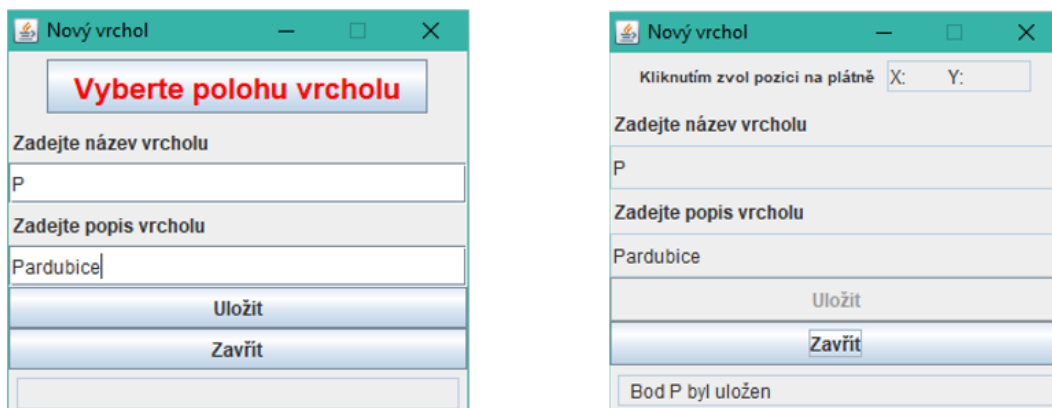 Nový vrchol
Vyberte polohu vrcholu
Zadejte název vrcholu
P
Zadejte popis vrcholu
Pardubice
Uložit
Zavřít
Nový vrchol
Kliknutím zvol pozici na plátně X: Y:
Zadejte název vrcholu
P
Zadejte popis vrcholu
Pardubice
Uložit
Zavřít
Bod P byl uložen